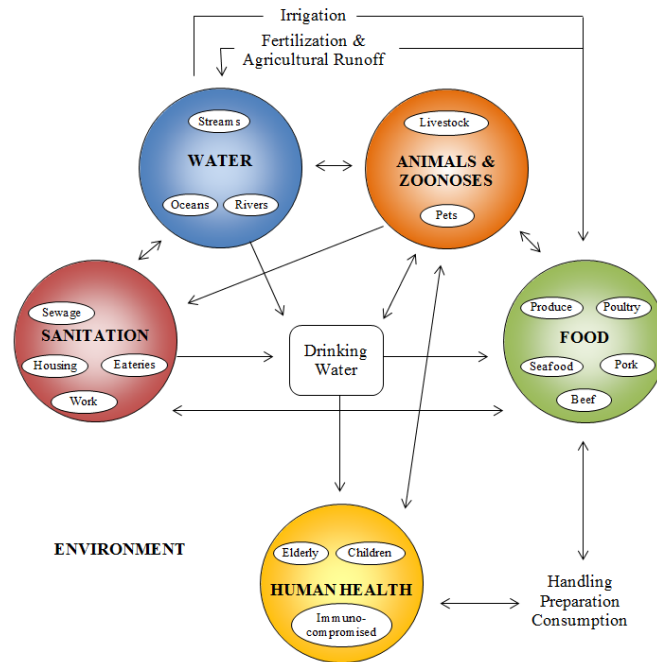 Irrigation
Fertilization &
Agricultural Runoff
Streams
WATER
Oceans
Rivers
Livestock
ANIMALS &
ZOONOSES
Pets
Sewage
SANITATION
Housing
Eateries
Work
Drinking
Water
Produce
Poultry
FOOD
Seafood
Pork
Beef
ENVIRONMENT
Elderly
Children
HUMAN HEALTH
Immuno-
compromised
Handling
Preparation
Consumption